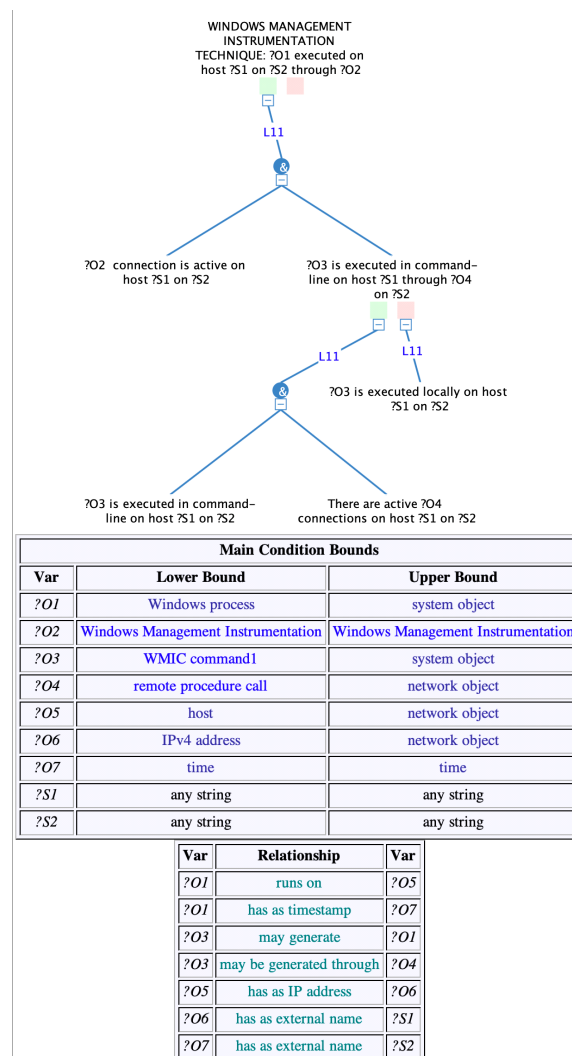 WINDOWS MANAGEMENT
INSTRUMENTATION
TECHNIQUE: ?O1 executed on
host ?S1 on ?S2 through ?O2
L11
&
?O2 connection is active on
host ?S1 on ?S2
?O3 is executed in command-
line on host ?S1 through ?O4
on ?S2
L11
L11
&
?O3 is executed locally on host
?S1 on ?S2
?O3 is executed in command-
line on host ?S1 on ?S2
There are active ?O4
connections on host ?S1 on ?S2
Main Condition Bounds
Var Lower Bound Upper Bound
?O1 Windows process system object
?O2 Windows Management Instrumentation Windows Management Instrumentation
?O3 WMIC command1 system object
?O4 remote procedure call network object
?O5 host network object
?O6 IPv4 address network object
?O7 time time
?S1 any string any string
?S2 any string any string
Var Relationship Var
?O1 runs on ?O5
?O1 has as timestamp ?O7
?O3 may generate ?O1
?O3 may be generated through ?O4
?O5 has as IP address ?O6
?O6 has as external name ?S1
?O7 has as external name ?S2